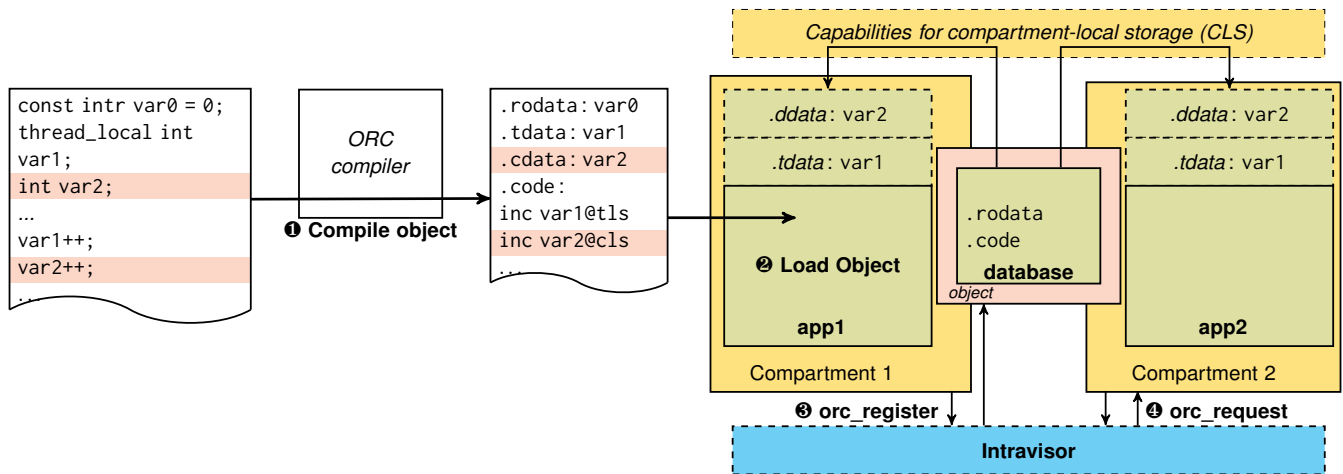 Capabilities for compartment-local storage (CLS)
const intr var0 = 0;
thread_local int
var1;
int var2;
...
var1++;
var2++;
...
ORC
compiler
❶ Compile object
.rodata: var0
.tdata: var1
.cdata: var2
.code:
inc var1@tls
inc var2@cls
...
.ddata: var2
.tdata: var1
❷ Load Object
app1
Compartment 1
.rodata
.code
database
object
.ddata: var2
.tdata: var1
app2
Compartment 2
❸ orc_register
❹ orc_request
Intravisor